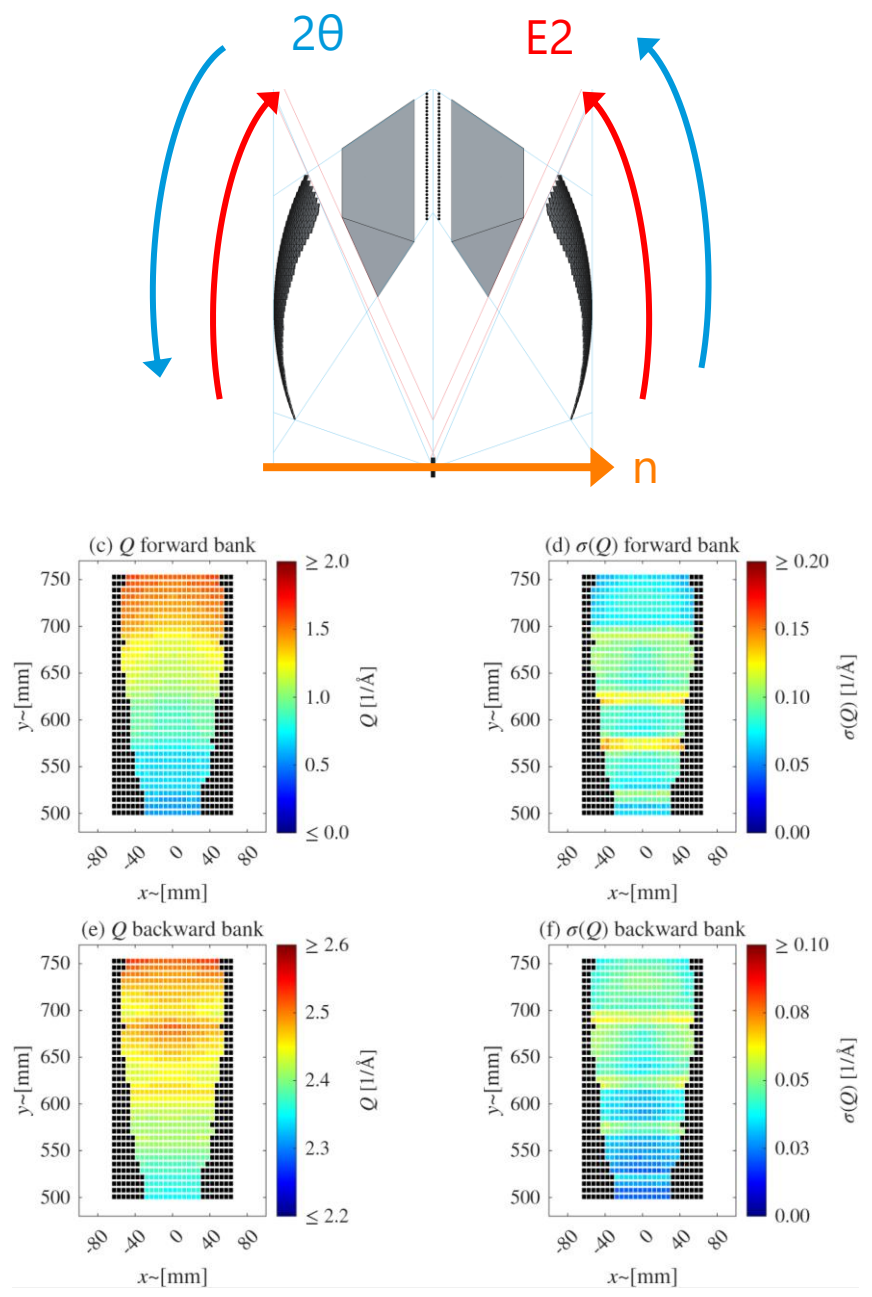 2θ E2
n
(c) Q forward bank (d) σ(Q) forward bank
750 ≥ 2.0 750 ≥ 0.20
700 1.5 700 0.15
650 1.0 650 0.10
600 600
550 0.5 550 0.05
500 ≤ 0.0 500 0.00
y~[mm] Q [1/Å] y~[mm] σ(Q) [1/Å]
-80 -40 0 40 80 -80 -40 0 40 80
x~[mm] x~[mm]
(e) Q backward bank (f) σ(Q) backward bank
750 ≥ 2.6 750 ≥ 0.10
700 2.5 700 0.08
650 2.4 650 0.05
600 600
550 2.3 550 0.03
500 ≤ 2.2 500 0.00
y~[mm] Q [1/Å] y~[mm] σ(Q) [1/Å]
-80 -40 0 40 80 -80 -40 0 40 80
x~[mm] x~[mm]